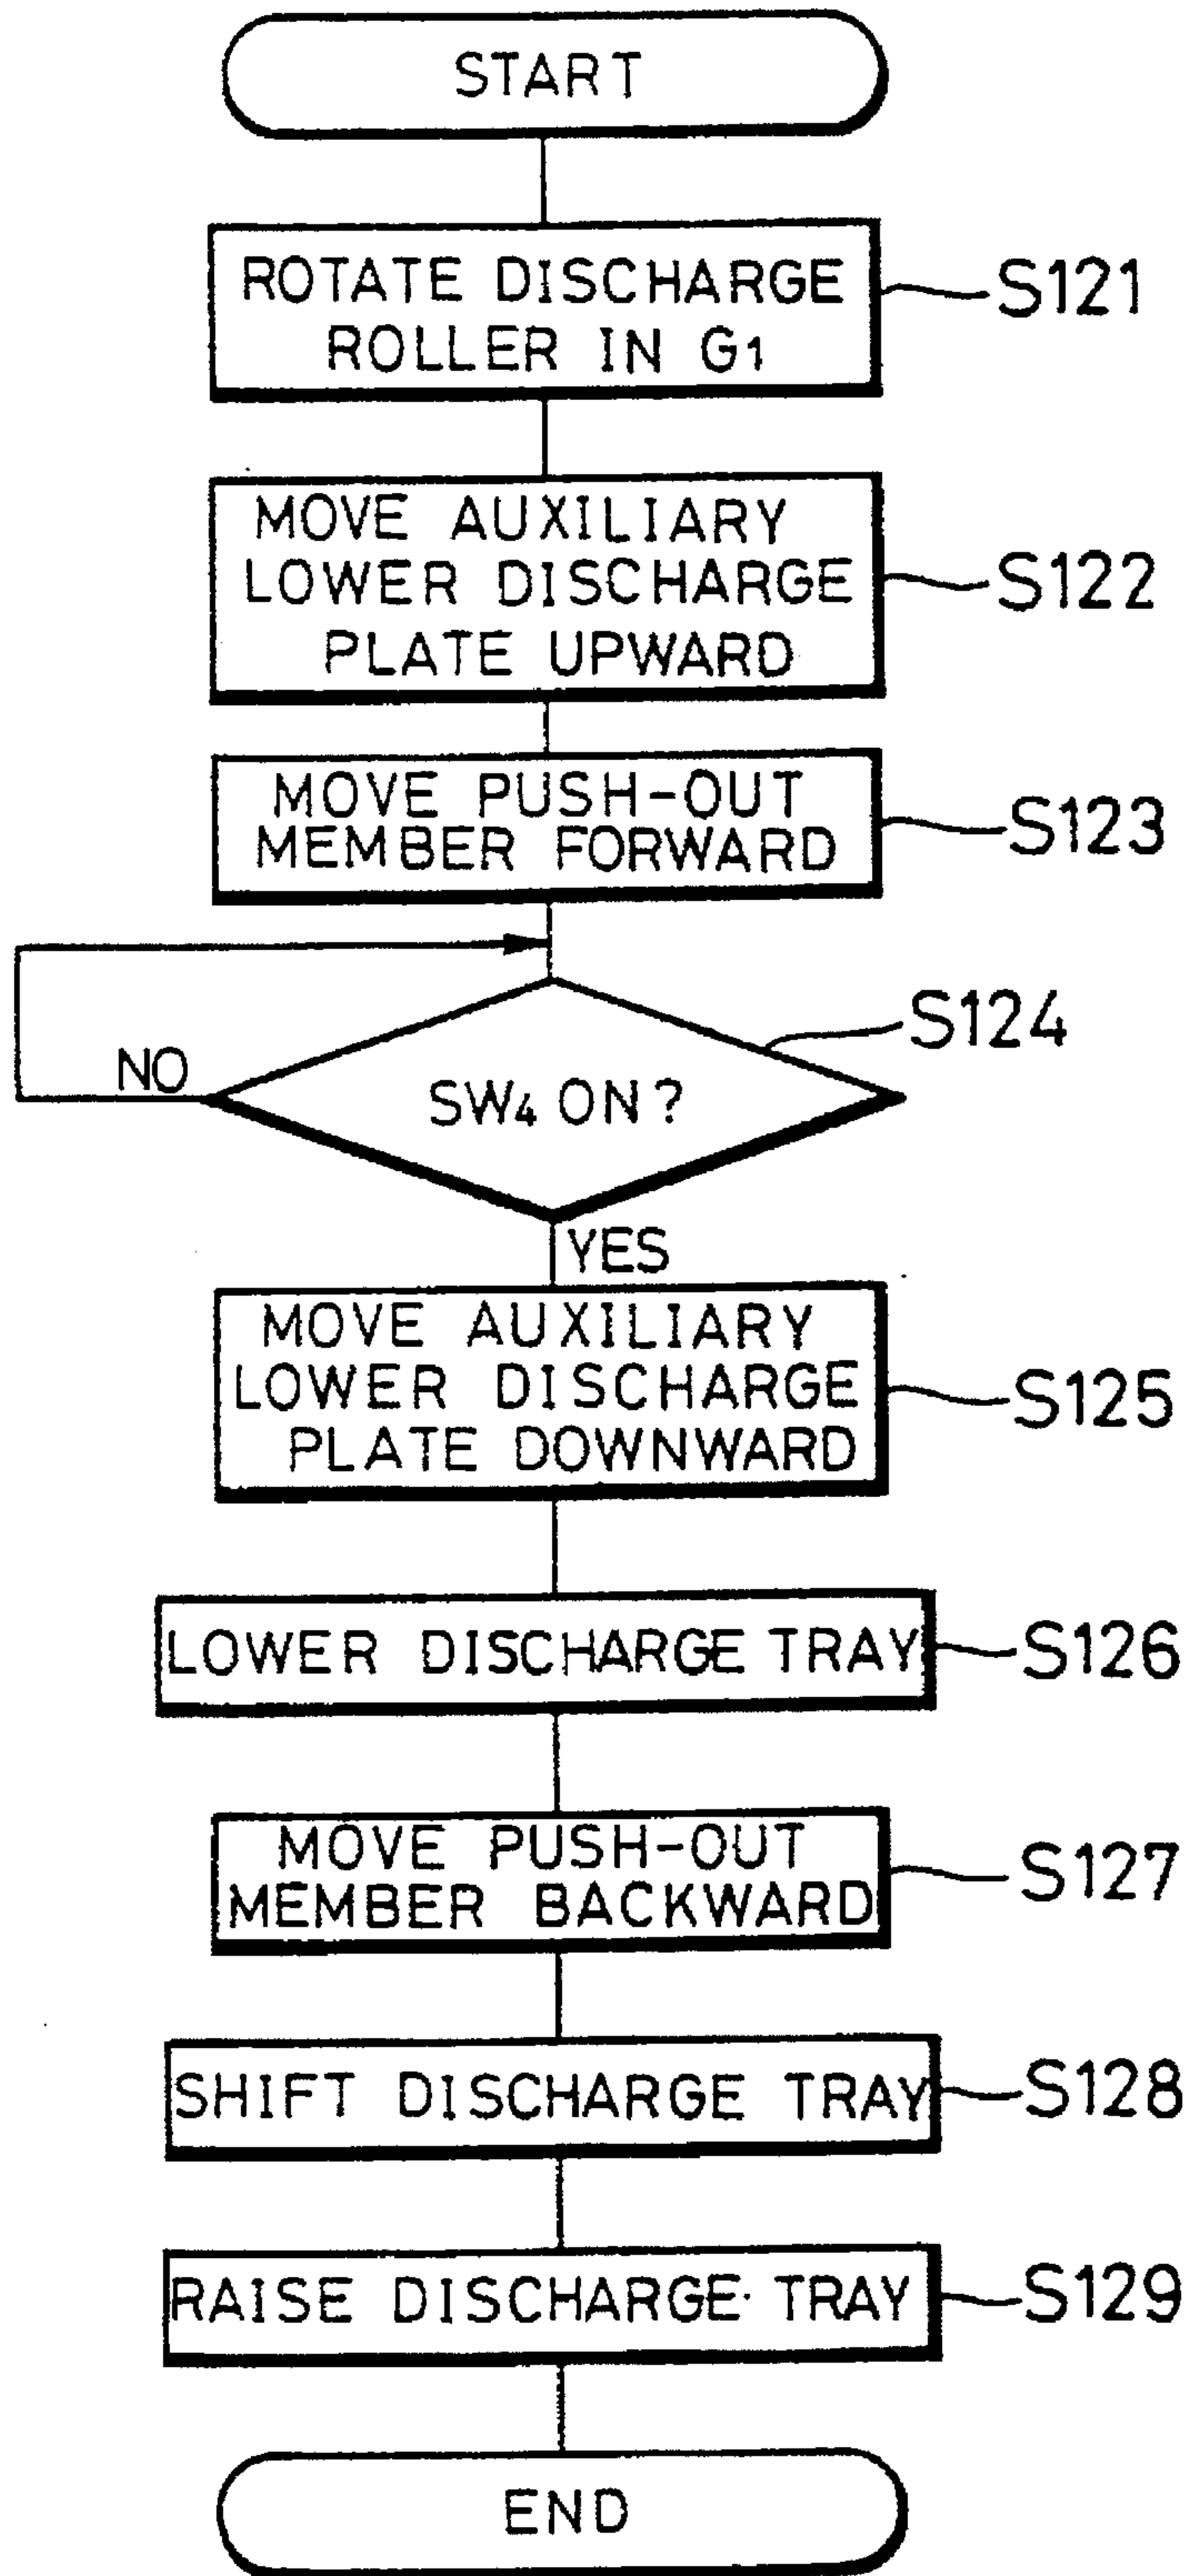 START
ROTATE DISCHARGE
ROLLER IN G1
S121
MOVE AUXILIARY
LOWER DISCHARGE
PLATE UPWARD
S122
MOVE PUSH-OUT
MEMBER FORWARD
S123
S124
NO
SW4 ON?
YES
MOVE AUXILIARY
LOWER DISCHARGE
PLATE DOWNWARD
S125
LOWER DISCHARGE TRAY
S126
MOVE PUSH-OUT
MEMBER BACKWARD
S127
SHIFT DISCHARGE TRAY
S128
RAISE DISCHARGE TRAY
S129
END